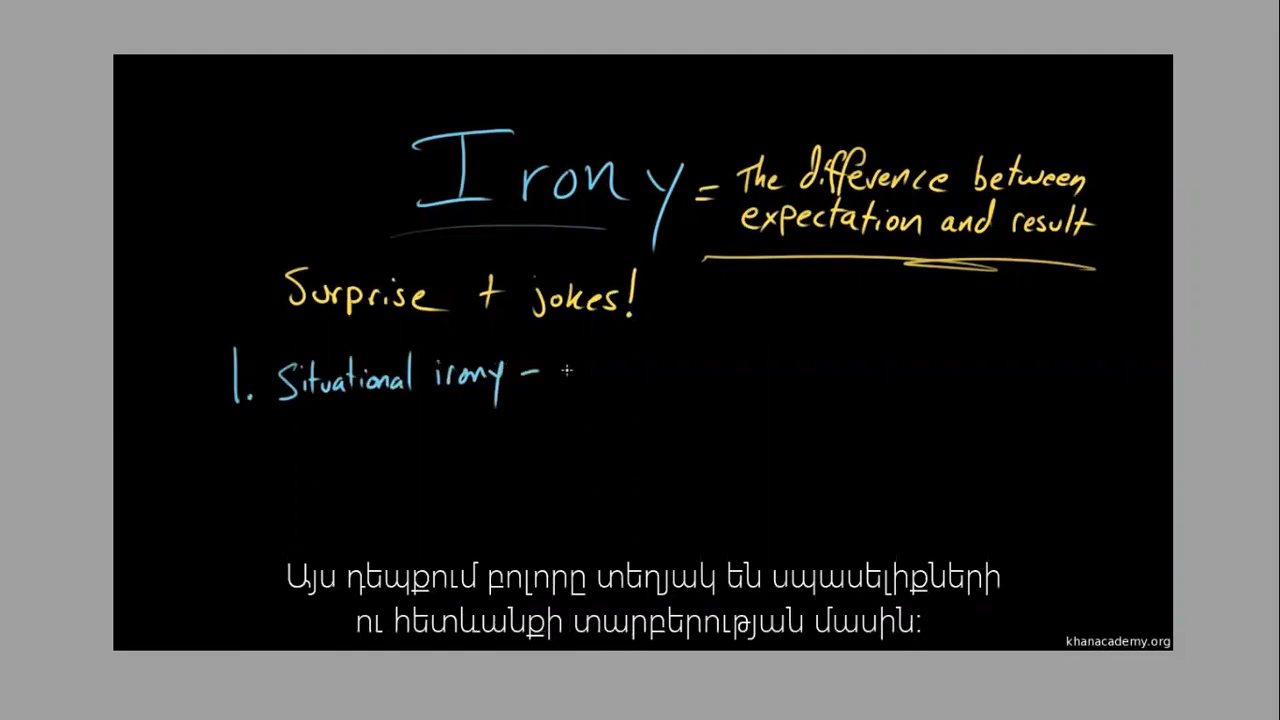 Irony = The difference between
expectation and result
Surprise + jokes!
1. Situational irony -
Այս դեպքում բոլորը տեղյակ են սպասելիքների
ու հետևանքի տարբերության մասին:
khanacademy.org